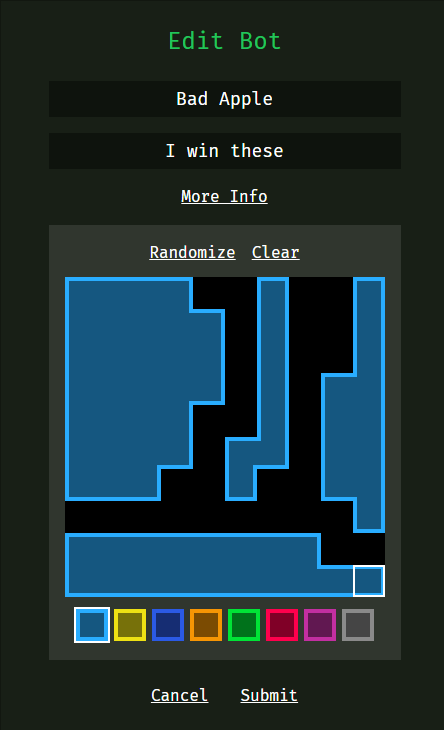 Edit Bot
Bad Apple
I win these
More Info
Randomize Clear
Cancel Submit